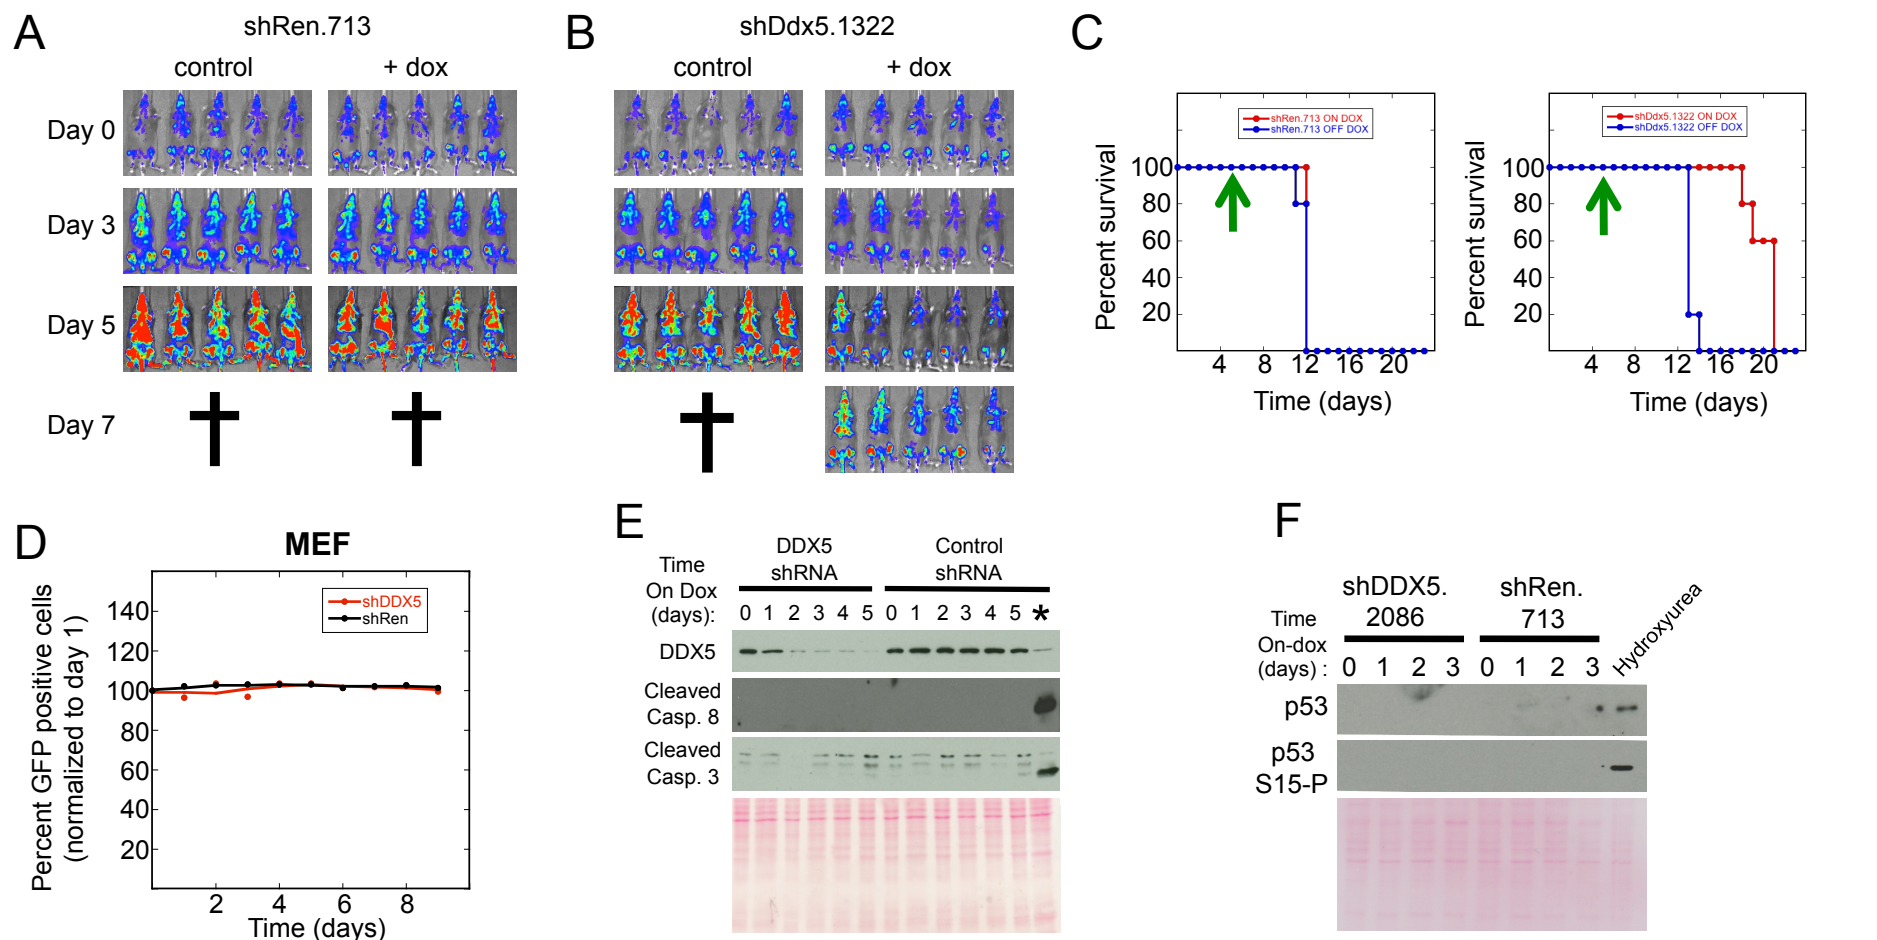 A
shRen.713
control
+ dox
Day 0
Day 3
Day 5
Day 7
B
shDdx5.1322
control
+ dox
C
Percent survival
100
80
60
40
20
shRen.713 ON DOX
shRen.713 OFF DOX
4 8 12 16 20
Time (days)
Percent survival
100
80
60
40
20
shDdx5.1322 ON DOX
shDdx5.1322 OFF DOX
4 8 12 16 20
Time (days)
D
MEF
Percent GFP positive cells
(normalized to day 1)
140
120
100
80
60
40
20
shDDX5
shRen
2 4 6 8
Time (days)
E
DDX5
shRNA
Control
shRNA
Time
On Dox
(days):
0 1 2 3 4 5 0 1 2 3 4 5 *
DDX5
Cleaved
Casp. 8
Cleaved
Casp. 3
F
shDDX5.
2086
shRen.
713
Hydroxyurea
Time
On-dox
(days) :
0 1 2 3 0 1 2 3
p53
p53
S15-P